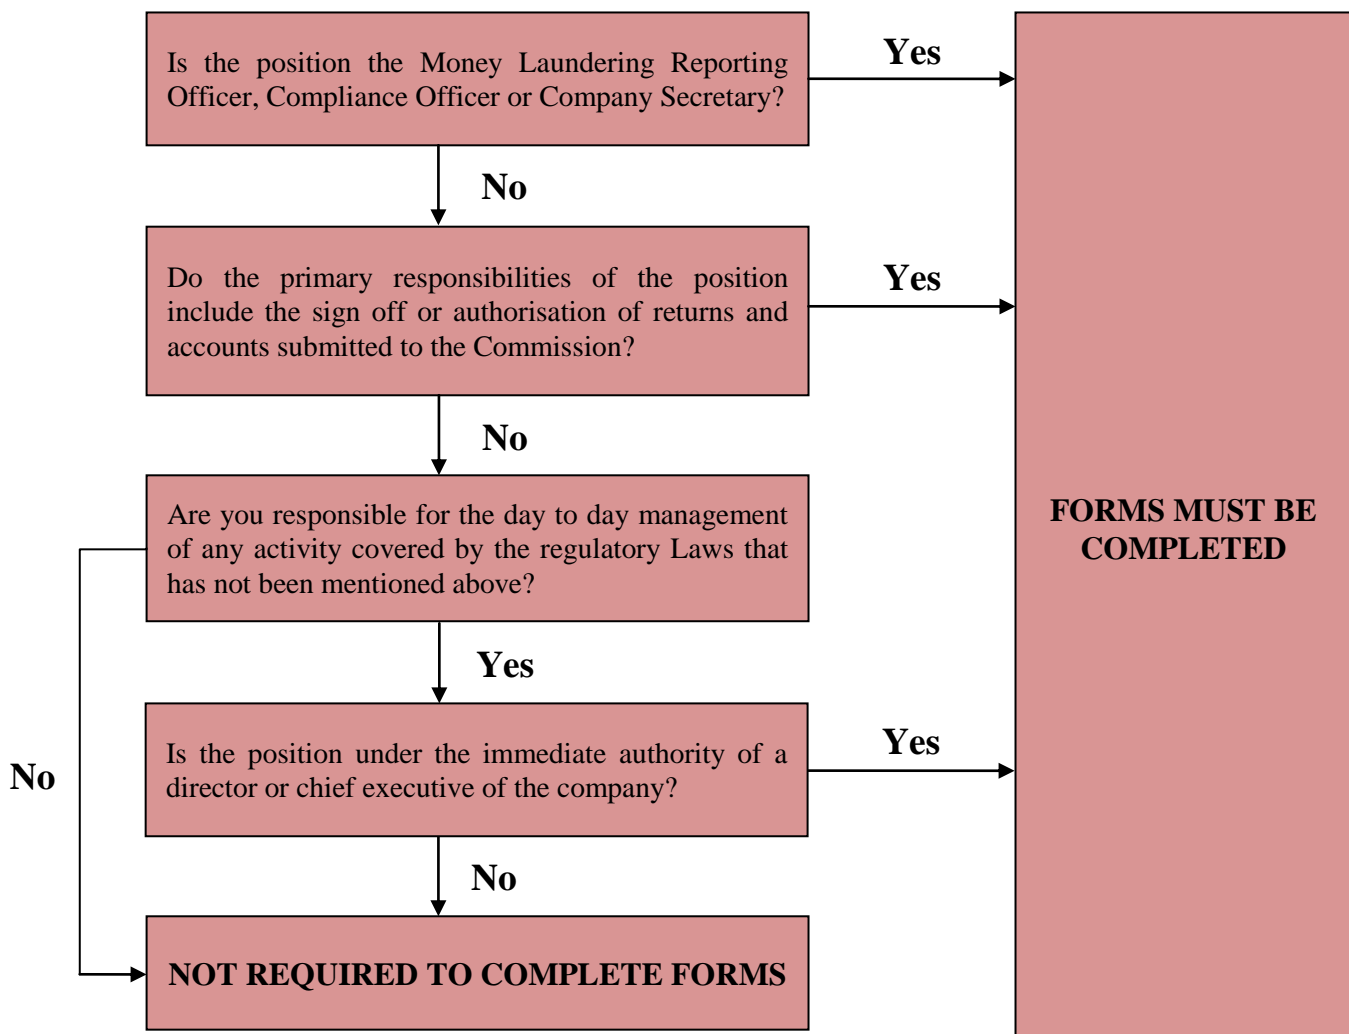 Is the position the Money Laundering Reporting
Officer, Compliance Officer or Company Secretary?
Yes
No
Do the primary responsibilities of the position
include the sign off or authorisation of returns and
accounts submitted to the Commission?
Yes
No
Are you responsible for the day to day management
of any activity covered by the regulatory Laws that
has not been mentioned above?
FORMS MUST BE
COMPLETED
Yes
Is the position under the immediate authority of a
director or chief executive of the company?
Yes
No
No
NOT REQUIRED TO COMPLETE FORMS